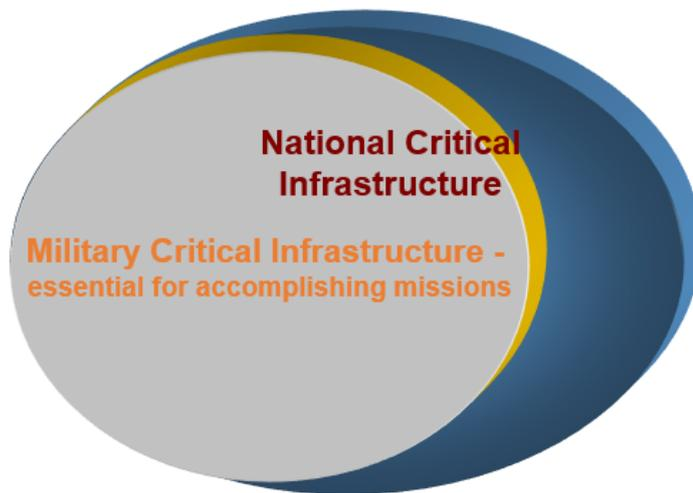 National Critical
Infrastructure
Military Critical Infrastructure -
essential for accomplishing missions